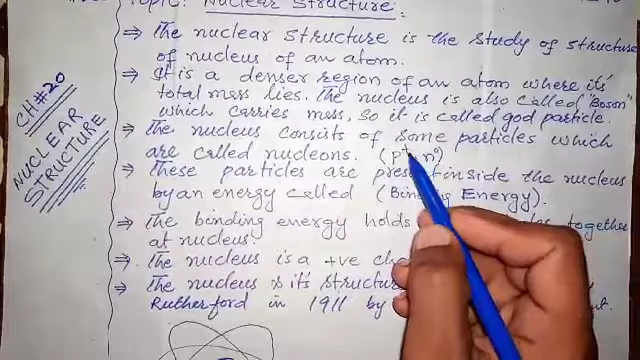 Topic: Nuclear Structure:
⇒ The nuclear structure is the study of structure
of nucleus of an atom.
⇒ It is a denser region of an atom where it's
total mass lies. The nucleus is also called "Boson"
which carries mass, so it is called god particle.
⇒ The nucleus consists of some particles which
are called nucleons. (p⁺, n⁰)
⇒ These particles are present inside the nucleus
by an energy called (Binding Energy).
⇒ The binding energy holds together
at nucleus.
⇒ The nucleus is a +ve
⇒ The nucleus & it's structure
Rutherford in 1911 by
CH#20
NUCLEAR
STRUCTURE